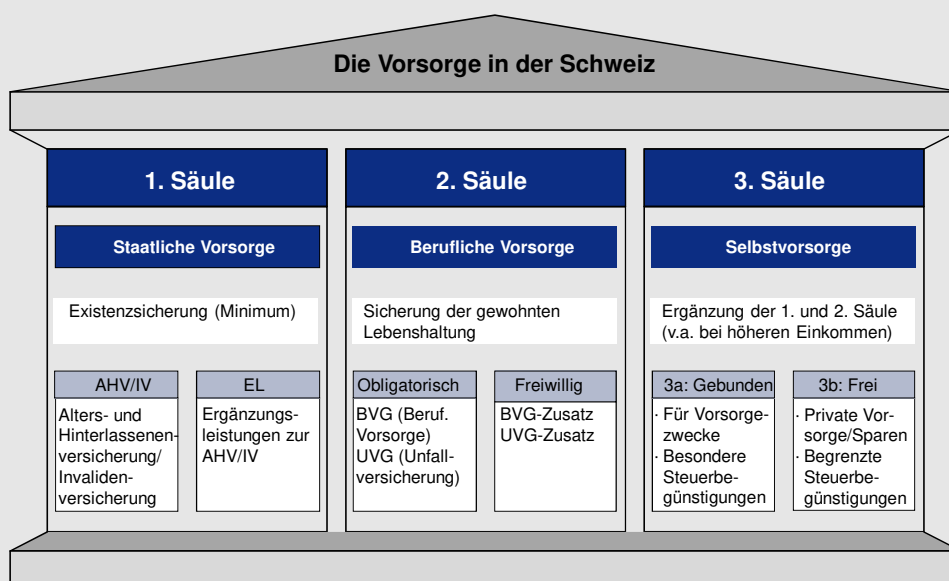 Die Vorsorge in der Schweiz
1. Säule
Staatliche Vorsorge
Existenzsicherung (Minimum)
AHV/IV
Alters- und
Hinterlassenen-
versicherung/
Invaliden-
versicherung
EL
Ergänzungs-
leistungen zur
AHV/IV
2. Säule
Berufliche Vorsorge
Sicherung der gewohnten
Lebenshaltung
Obligatorisch
BVG (Beruf.
Vorsorge)
UVG (Unfall-
versicherung)
Freiwillig
BVG-Zusatz
UVG-Zusatz
3. Säule
Selbstvorsorge
Ergänzung der 1. und 2. Säule
(v.a. bei höheren Einkommen)
3a: Gebunden
· Für Vorsorge-
zwecke
· Besondere
Steuerbe-
günstigungen
3b: Frei
· Private Vor-
sorge/Sparen
· Begrenzte
Steuerbe-
günstigungen